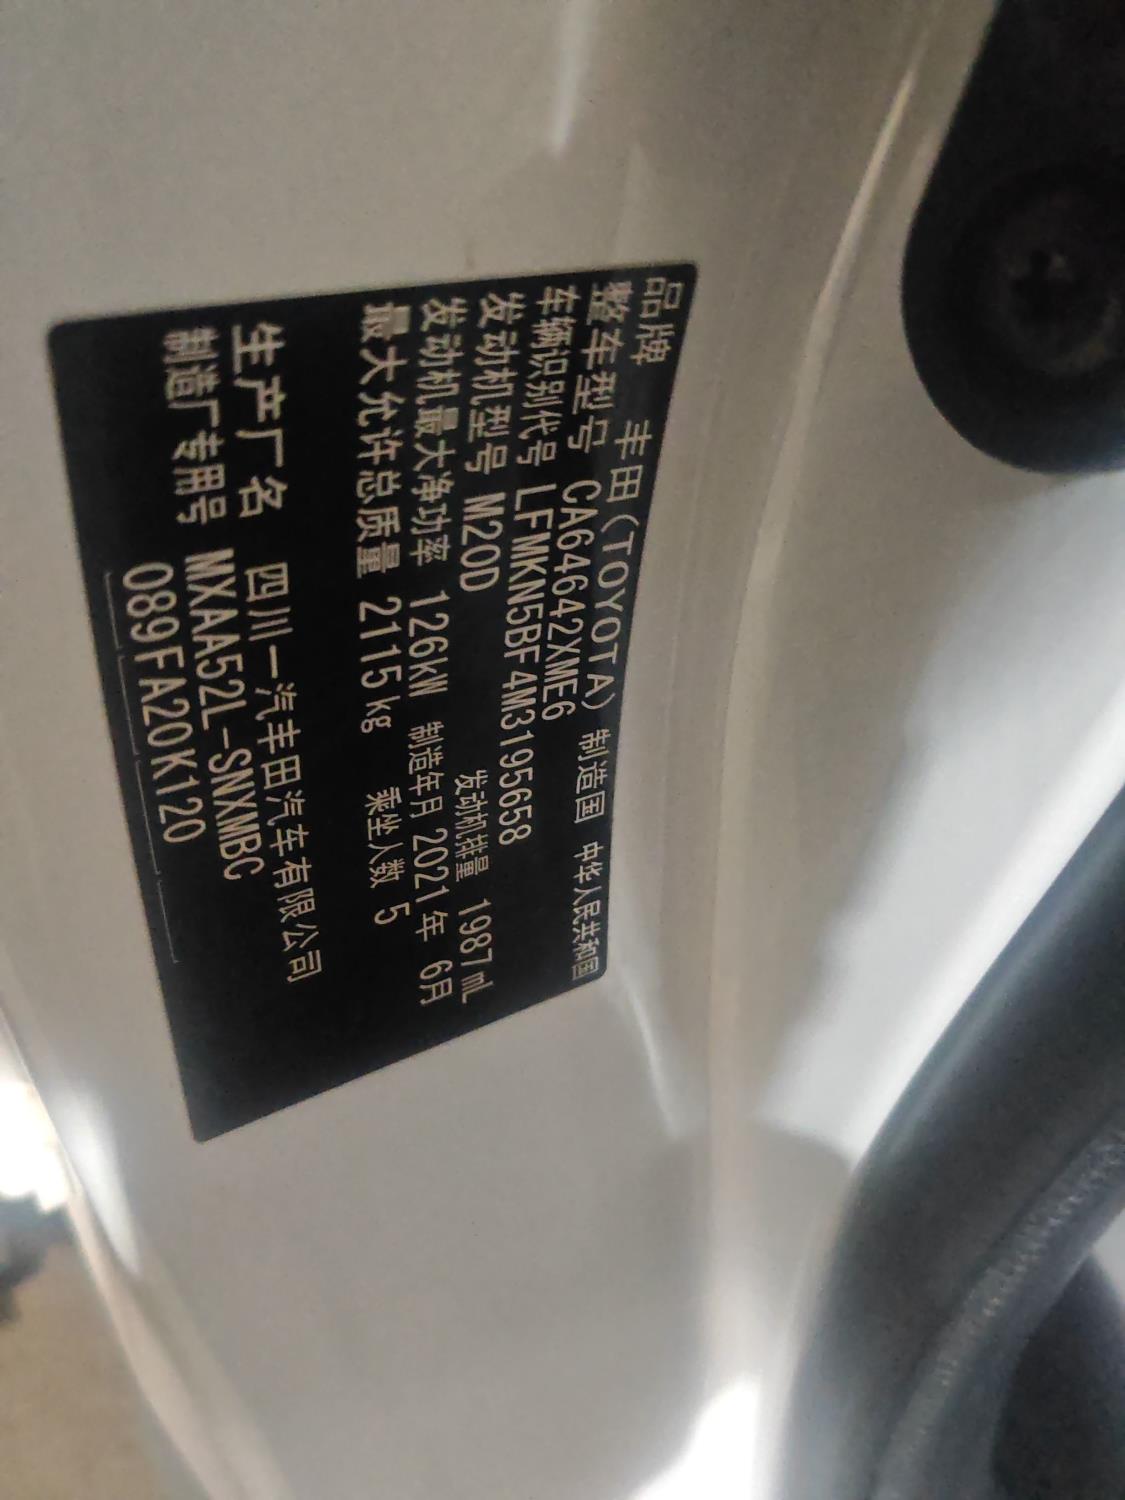 品牌 丰田(TOYOTA) 制造国 中华人民共和国
整车型号 CA64642XME6
车辆识别代号 LFMKN5BF4M3195658
发动机型号 M20D 发动机排量 1987mL
发动机最大净功率 126kW 制造年月 2021年 6月
最大允许总质量 2115kg 乘坐人数 5
生产厂名 四川一汽丰田汽车有限公司
制造厂专用号 MXAA52L-SNXMBC
089FA20K120